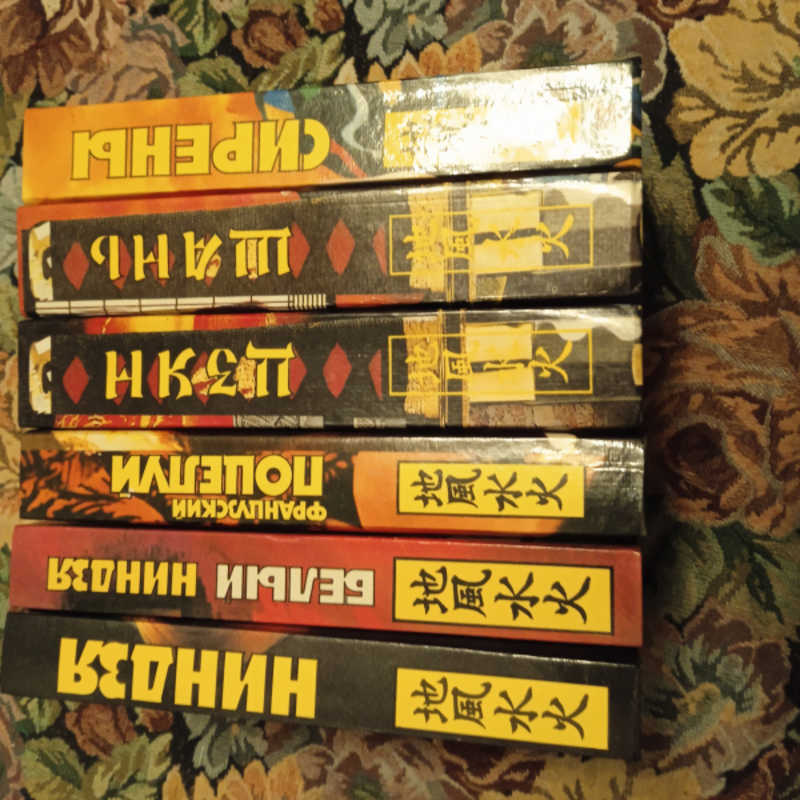 СИРЕНЫ
ШАНЬ
地風水火
ЦЗЯН
地風水火
ФРАНЦУЗСКИЙ
ПОЦЕЛУЙ
地風水火
БЕЛЫЙ НИНДЗЯ
地風水火
НИНДЗЯ
地風水火